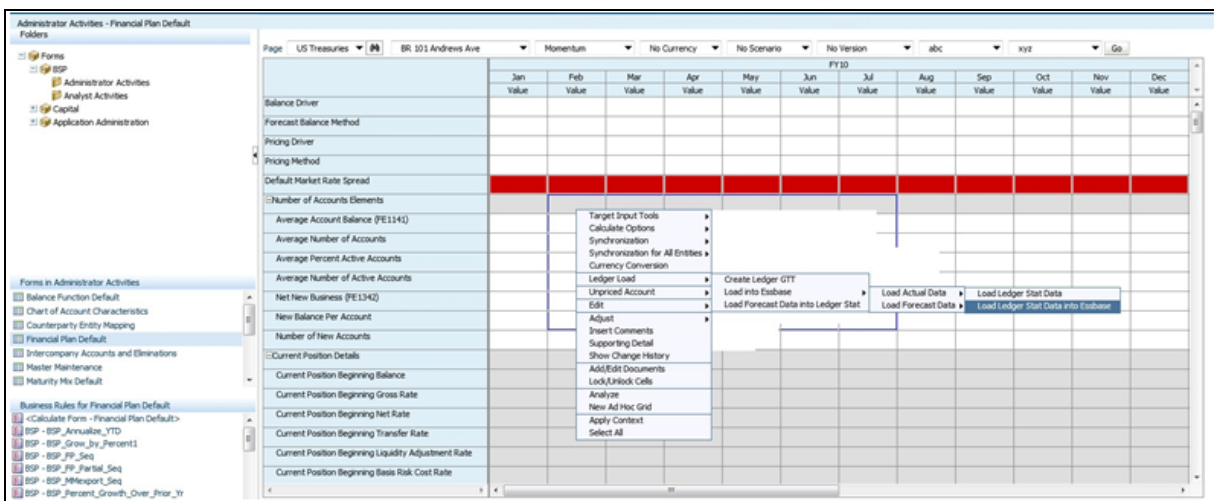 Administrator Activities - Financial Plan Default
Folders
Forms
BSP
Administrator Activities
Analyst Activities
Capital
Application Administration
Forms in Administrator Activities
Balance Function Default
Chart of Account Characteristics
Counterparty Entity Mapping
Financial Plan Default
Intercompany Accounts and Eliminations
Master Maintenance
Maturity Mix Default
Business Rules for Financial Plan Default
<Calculate Form - Financial Plan Default>
BSP - BSP_Annualize_YTD
BSP - BSP_Grow_by_Percent1
BSP - BSP_FP_Seq
BSP - BSP_FP_Partial_Seq
BSP - BSP_MMexport_Seq
BSP - BSP_Percent_Growth_Over_Prior_Yr
Page US Treasuries BR 101 Andrews Ave Momentum No Currency No Scenario No Version abc xyz Go
FY10
Jan Feb Mar Apr May Jun Jul Aug Sep Oct Nov Dec
Value Value Value Value Value Value Value Value Value Value Value Value
Balance Driver
Forecast Balance Method
Pricing Driver
Pricing Method
Default Market Rate Spread
Number of Accounts Elements
Average Account Balance (FE1141)
Average Number of Accounts
Average Percent Active Accounts
Average Number of Active Accounts
Net New Business (FE1342)
New Balance Per Account
Number of New Accounts
Current Position Details
Current Position Beginning Balance
Current Position Beginning Gross Rate
Current Position Beginning Net Rate
Current Position Beginning Transfer Rate
Current Position Beginning Liquidity Adjustment Rate
Current Position Beginning Basis Risk Cost Rate
Target Input Tools
Calculate Options
Synchronization
Synchronization for All Entities
Currency Conversion
Ledger Load
Unpriced Account
Edit
Adjust
Insert Comments
Supporting Detail
Show Change History
Add/Edit Documents
Lock/Unlock Cells
Analyze
New Ad Hoc Grid
Apply Context
Select All
Create Ledger GTT
Load into Essbase
Load Forecast Data into Ledger Stat
Load Actual Data
Load Forecast Data
Load Ledger Stat Data
Load Ledger Stat Data into Essbase